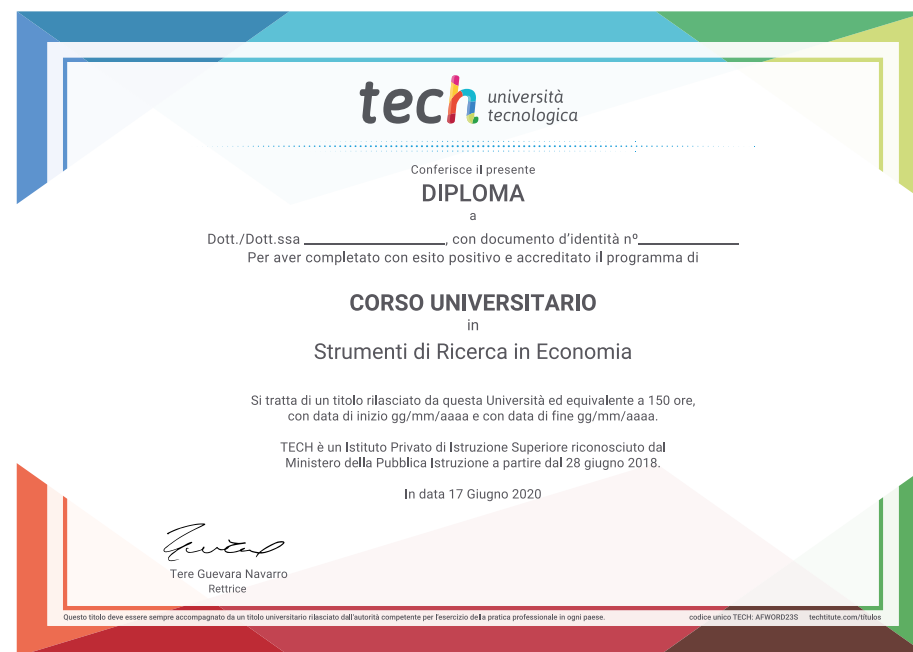 tech università
tecnologica
Conferisce il presente
DIPLOMA
a
Dott./Dott.ssa ____________________, con documento d'identità nº______________
Per aver completato con esito positivo e accreditato il programma di
CORSO UNIVERSITARIO
in
Strumenti di Ricerca in Economia
Si tratta di un titolo rilasciato da questa Università ed equivalente a 150 ore,
con data di inizio gg/mm/aaaa e con data di fine gg/mm/aaaa.
TECH è un Istituto Privato di Istruzione Superiore riconosciuto dal
Ministero della Pubblica Istruzione a partire dal 28 giugno 2018.
In data 17 Giugno 2020
Tere Guevara Navarro
Rettrice
Questo titolo deve essere sempre accompagnato da un titolo universitario rilasciato dall'autorità competente per l'esercizio della pratica professionale in ogni paese. codice unico TECH: AFWORD23S techtitute.com/titulos